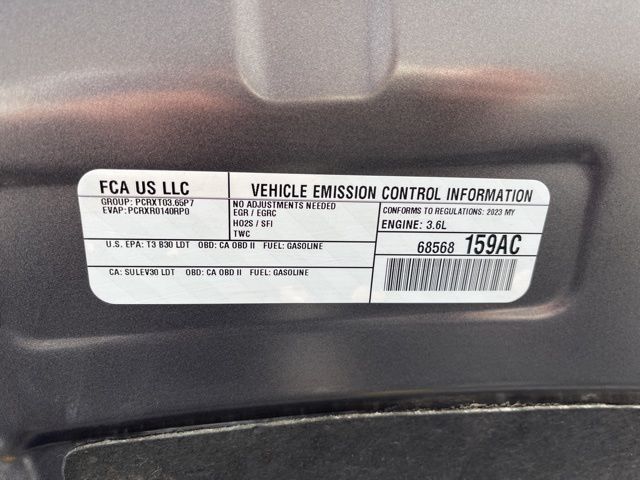 FCA US LLC
GROUP: PCRXT03.65P7
EVAP: PCRXR0140RP0
VEHICLE EMISSION CONTROL INFORMATION
NO ADJUSTMENTS NEEDED
EGR / EGRC
HO2S / SFI
TWC
CONFORMS TO REGULATIONS: 2023 MY
ENGINE: 3.6L
U.S. EPA: T3 B30 LDT OBD: CA OBD II FUEL: GASOLINE
68568 159AC
CA: SULEV30 LDT OBD: CA OBD II FUEL: GASOLINE